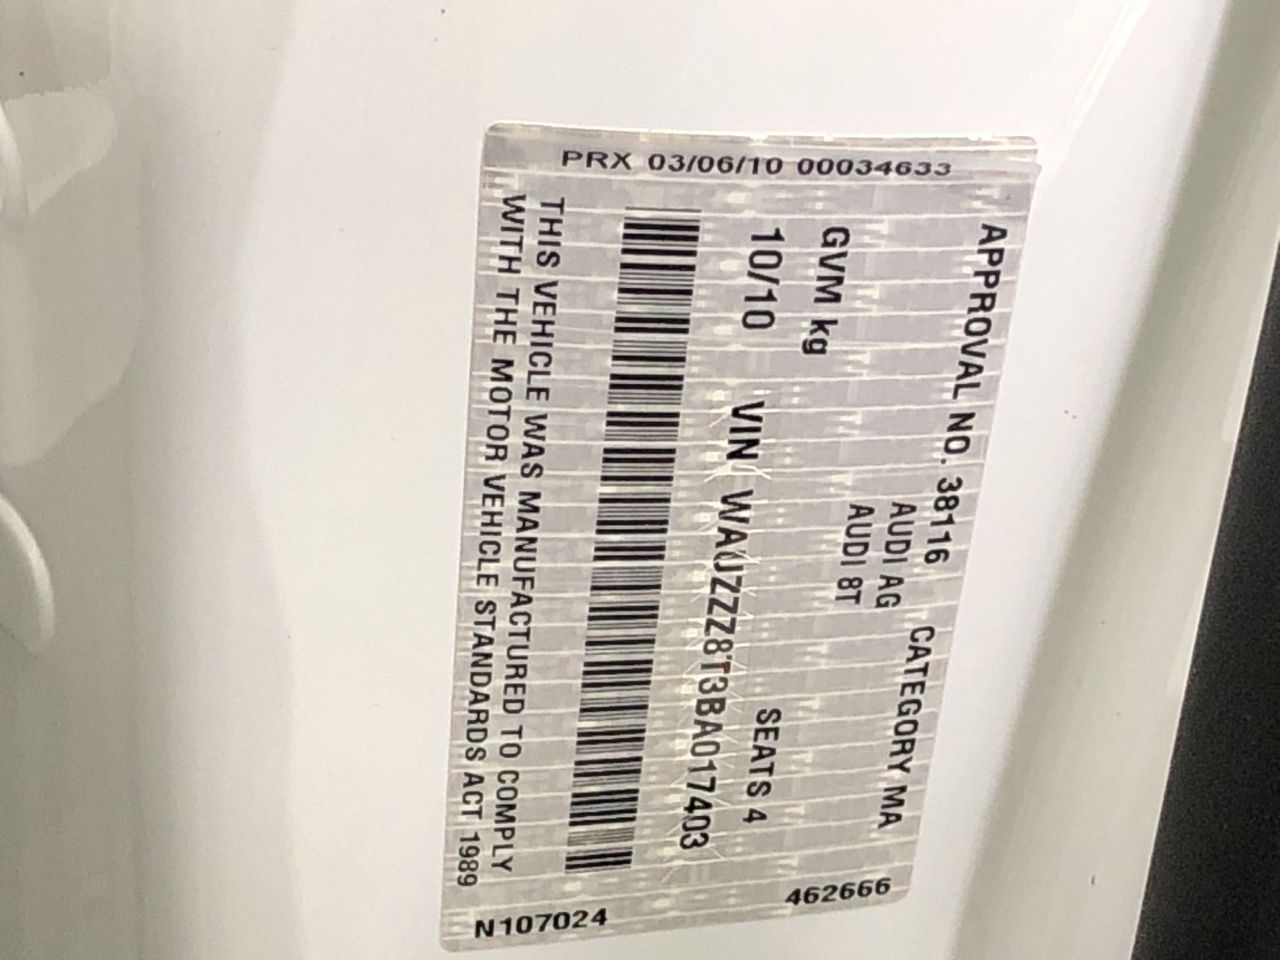 PRX 03/06/10 00034633
APPROVAL NO. 38116 CATEGORY MA
AUDI AG
AUDI 8T
GVM kg
SEATS 4
10/10 VIN WAUZZZ8T3BA017403
THIS VEHICLE WAS MANUFACTURED TO COMPLY
WITH THE MOTOR VEHICLE STANDARDS ACT 1989
462666
N107024